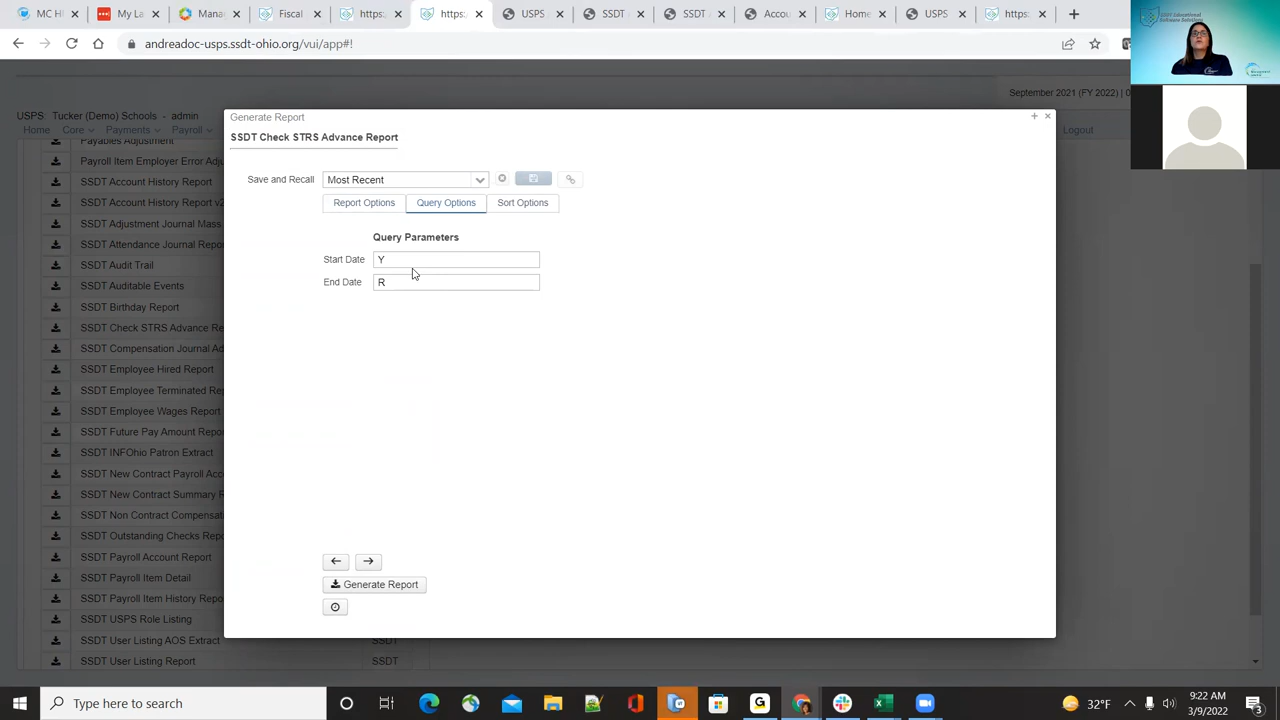 MC H
My La
Manag
Fiscal
https:
https:
USPS
SSDT
SSDT
Accou
Home
USPS
https:
andreadoc-usps.ssdt-ohio.org/vui/app#!
SSDT Educational
Software Solutions
September 2021 (FY 2022) | 0
USPS: Tucker (Demo) Schools - admin
Home Core Payments Payroll Logout
Generate Report
SSDT Check STRS Advance Report
Save and Recall Most Recent
Report Options Query Options Sort Options
Query Parameters
Start Date Y
End Date R
Generate Report
Payables Adjustment
Payroll Item Employer Error Adju
SSDT Account History Report
SSDT Account History Report v2
SSDT Adjustment Journal Mass
SSDT Attendance Journal Report
SSDT Audit Trail
SSDT Auditable Events
SSDT Birthday Report
SSDT Check STRS Advance Re
SSDT Compensation Journal Ad
SSDT Employee Hired Report
SSDT Employee Terminated Rep
SSDT Employee Wages Report
SSDT Future Pay Amount Repo
SSDT INFOhio Patron Extract
SSDT New Contract Payroll Acc
SSDT New Contract Summary R
SSDT Non Contract Compensat
SSDT Outstanding Checks Repo
SSDT Payroll Account Report
SSDT Payroll Item Detail
SSDT Payroll Item History Repo
SSDT USPS Role Listing
SSDT User Listing AOS Extract SSDT
SSDT User Listing Report SSDT
Type here to search
32°F
9:22 AM
3/9/2022
3